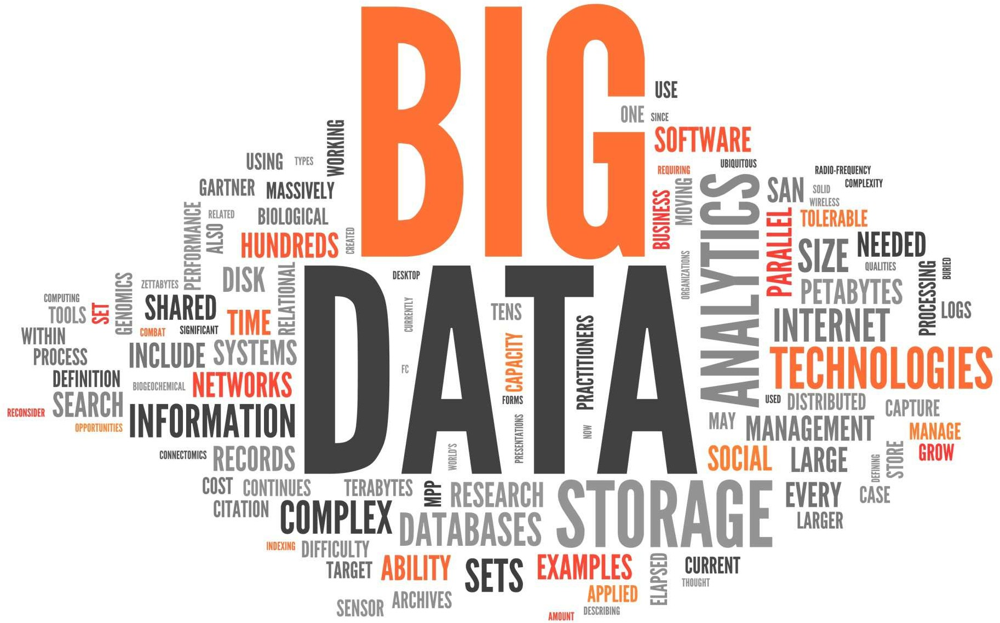 BIG
USE
ONE
SINCE
SOFTWARE
WORKING
USING
TYPES
REQUIRING
UBIQUITOUS
RADIO-FREQUENCY
GARTNER
MASSIVELY
MOVING
ANALYTICS
SAN
SOLID
COMPLEXITY
WIRELESS
PERFORMANCE
RELATED
BIOLOGICAL
BUSINESS
PARALLEL
TOLERABLE
ALSO
HUNDREDS
CREATED
SIZE
NEEDED
ORGANIZATIONS
QUALITIES
BURIED
DISK
RELATIONAL
DATA
DESKTOP
PROCESSING
GENOMICS
ZETTABYTES
PETABYTES
COMPUTING
TOOLS
SET
SHARED
TIME
CURRENTLY
TENS
INTERNET
LOGS
WITHIN
COMBAT
SIGNIFICANT
CAPACITY
PRACTITIONERS
PROCESS
INCLUDE
SYSTEMS
FC
TECHNOLOGIES
DEFINITION
BIOGEOCHEMICAL
NETWORKS
FORMS
USED
DISTRIBUTED
CAPTURE
RECONSIDER
SEARCH
INFORMATION
OPPORTUNITIES
PRESENTATIONS
NOW
MAY
MANAGEMENT
MANAGE
CONNECTOMICS
RECORDS
WORLD'S
SOCIAL
LARGE
DEFINING
STORE
GROW
COST
CONTINUES
TERABYTES
MPP
RESEARCH
STORAGE
EVERY
CASE
CITATION
COMPLEX
DATABASES
LARGER
INDEXING
DIFFICULTY
TARGET
ABILITY
SETS
EXAMPLES
ELAPSED
CURRENT
THOUGHT
SENSOR
ARCHIVES
APPLIED
AMOUNT
DESCRIBING